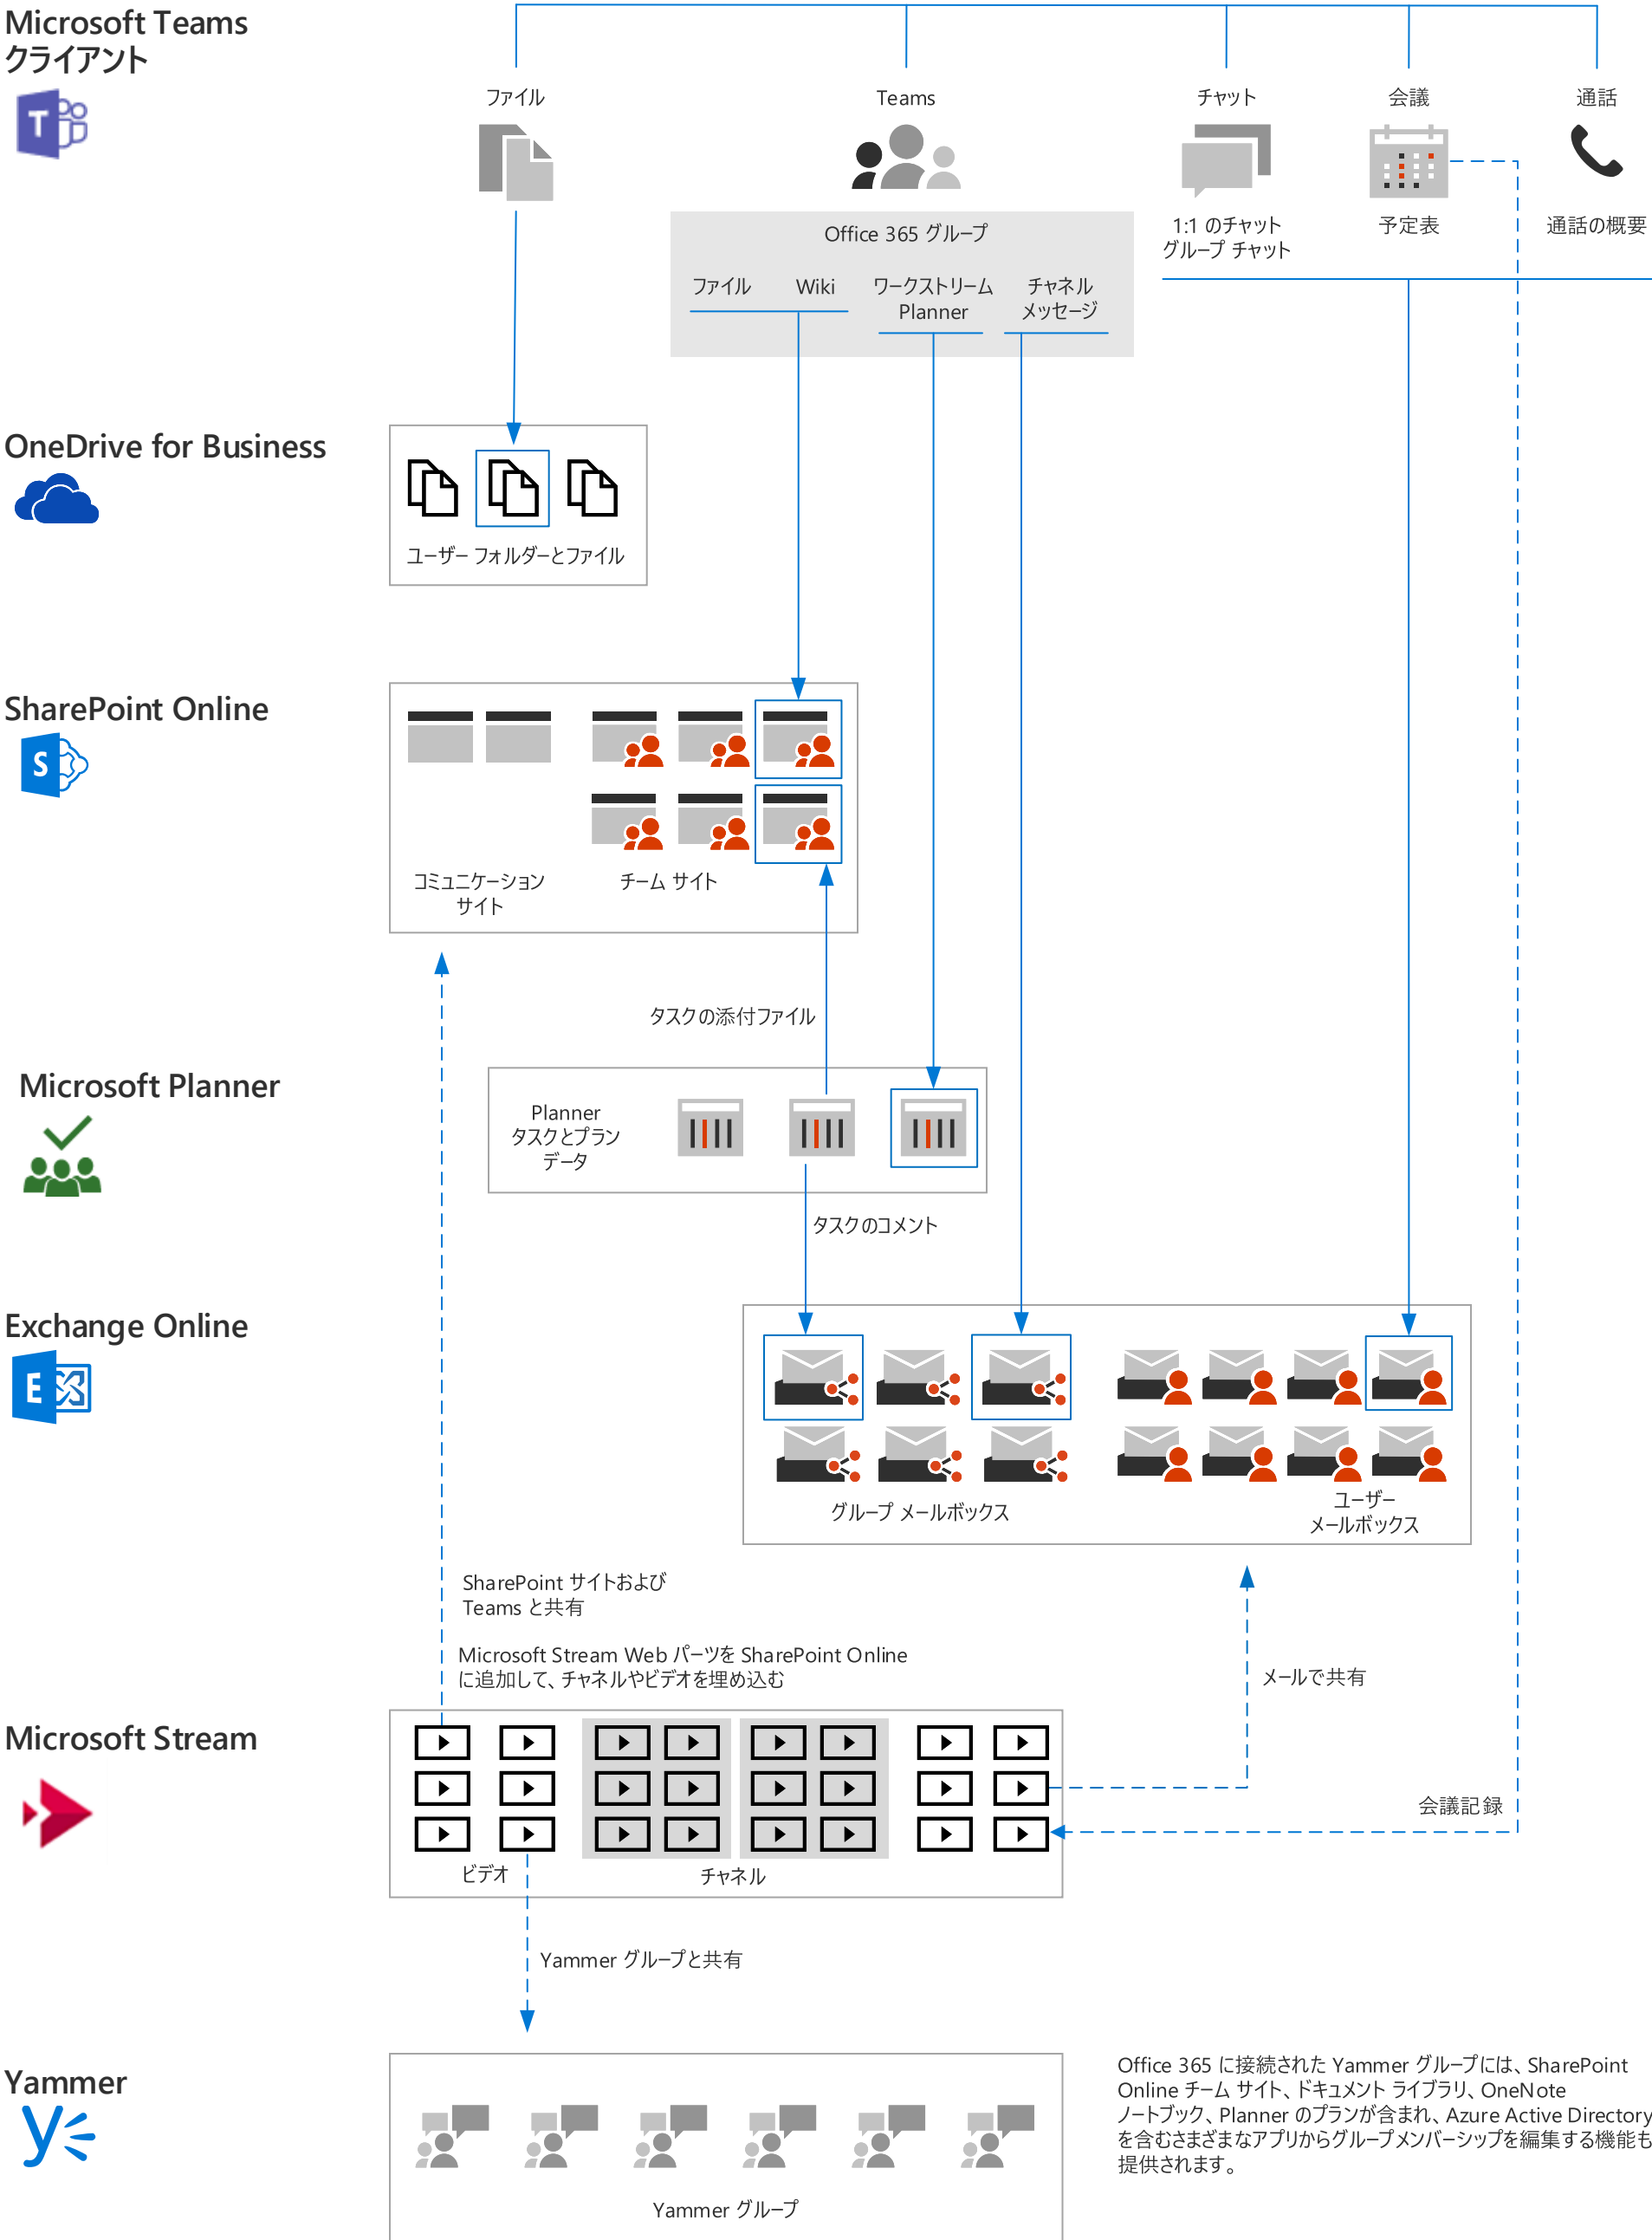 Microsoft Teams
クライアント
ファイル
Teams
チャット
会議
通話
1:1 のチャット
グループ チャット
予定表
通話の概要
Office 365 グループ
ファイル
Wiki
ワークストリーム
Planner
チャネル
メッセージ
OneDrive for Business
ユーザー フォルダーとファイル
SharePoint Online
コミュニケーション
サイト
チーム サイト
タスクの添付ファイル
Microsoft Planner
Planner
タスクとプラン
データ
タスクのコメント
Exchange Online
グループ メールボックス
ユーザー
メールボックス
SharePoint サイトおよび
Teams と共有
Microsoft Stream Web パーツを SharePoint Online
に追加して、チャネルやビデオを埋め込む
メールで共有
Microsoft Stream
会議記録
ビデオ
チャネル
Yammer グループと共有
Yammer
Yammer グループ
Office 365 に接続された Yammer グループには、SharePoint
Online チーム サイト、ドキュメント ライブラリ、OneNote
ノートブック、Planner のプランが含まれ、Azure Active Directory
を含むさまざまなアプリからグループメンバーシップを編集する機能も
提供されます。